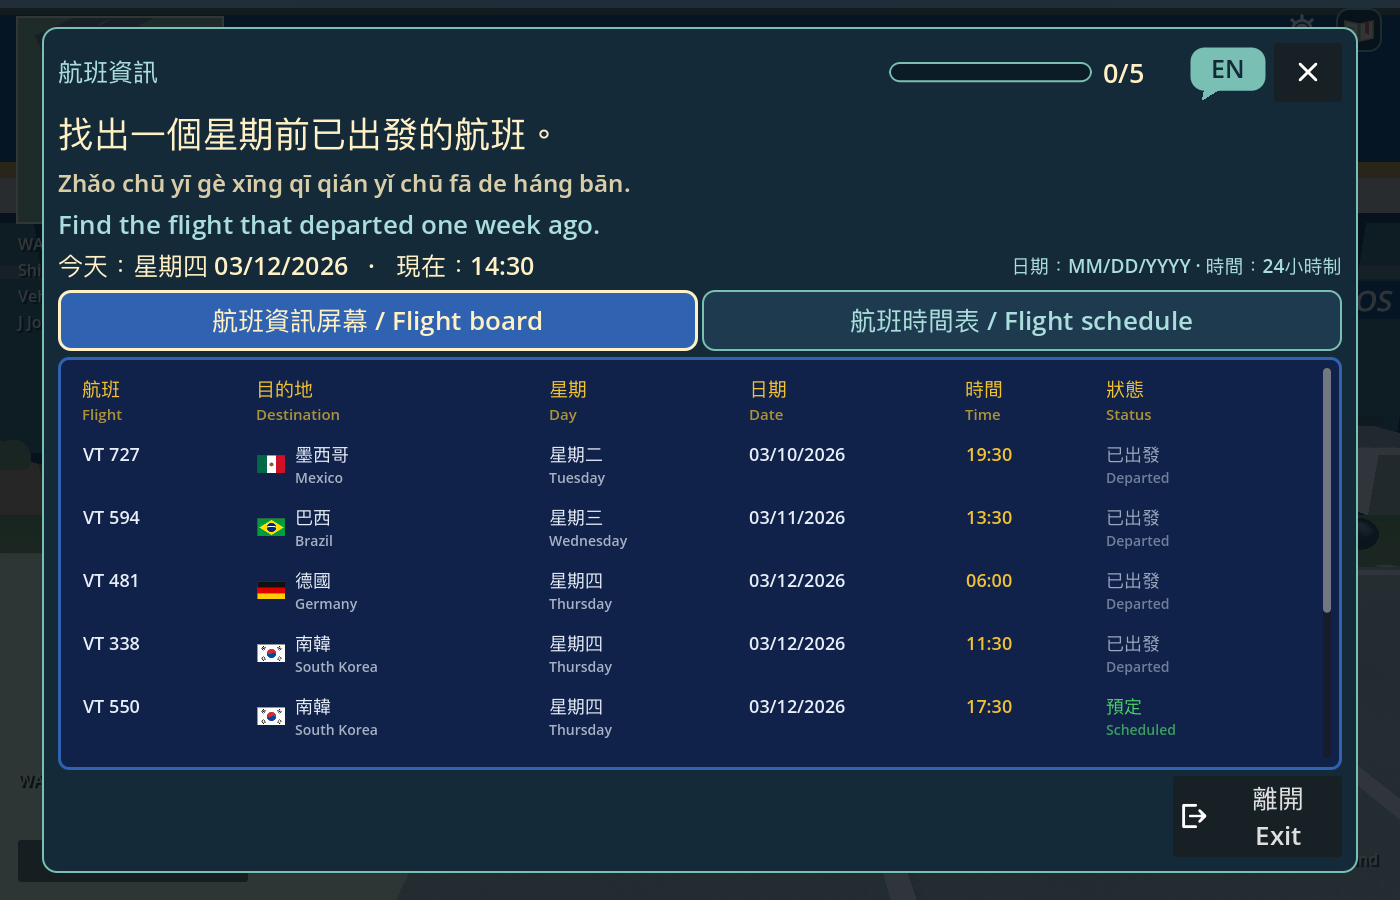 航班資訊
0/5
EN
找出一個星期前已出發的航班。
Zhǎo chū yī gè xīng qī qián yǐ chū fā de háng bān.
Find the flight that departed one week ago.
今天：星期四 03/12/2026 · 現在：14:30
日期：MM/DD/YYYY · 時間：24小時制
航班資訊屏幕 / Flight board
航班時間表 / Flight schedule
航班 目的地 星期 日期 時間 狀態
Flight Destination Day Date Time Status
VT 727 墨西哥 星期二 03/10/2026 19:30 已出發
Mexico Tuesday Departed
VT 594 巴西 星期三 03/11/2026 13:30 已出發
Brazil Wednesday Departed
VT 481 德國 星期四 03/12/2026 06:00 已出發
Germany Thursday Departed
VT 338 南韓 星期四 03/12/2026 11:30 已出發
South Korea Thursday Departed
VT 550 南韓 星期四 03/12/2026 17:30 預定
South Korea Thursday Scheduled
離開
Exit